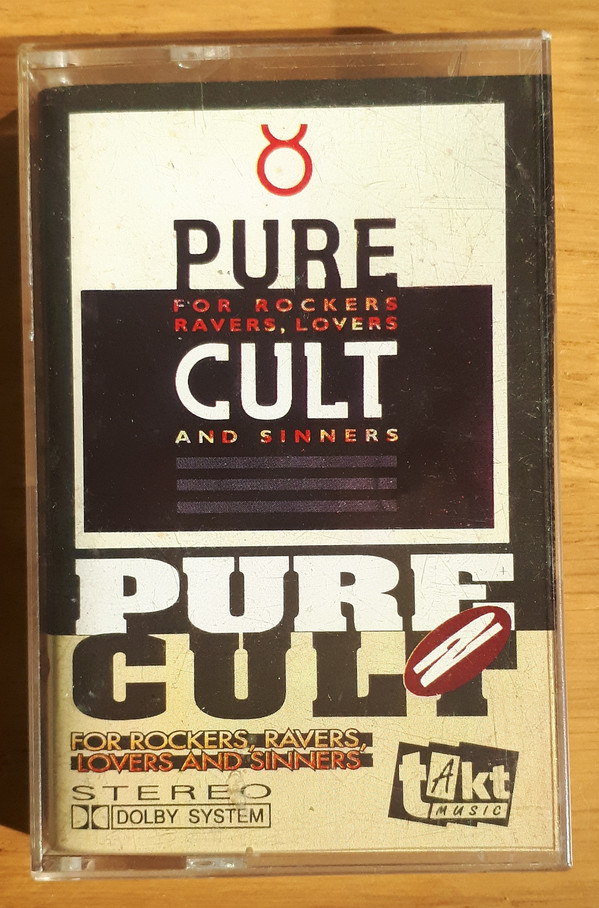 PURE
FOR ROCKERS
RAVERS, LOVERS
CULT
AND SINNERS
PURE
CULT
FOR ROCKERS, RAVERS,
LOVERS AND SINNERS
STEREO
DOLBY SYSTEM
tAkt
MUSIC